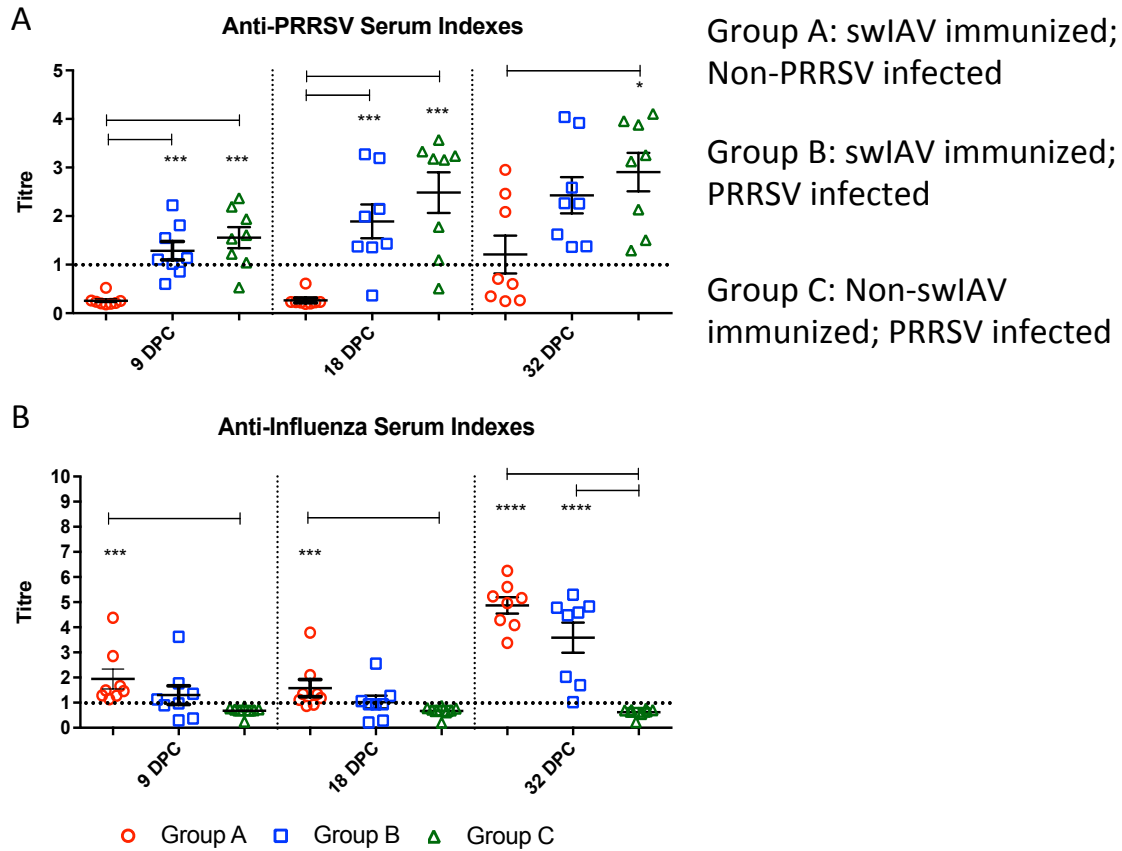 A
Anti-PRRSV Serum Indexes
Titre
5
4
3
2
1
0
***
***
***
***
*
9 DPC
18 DPC
32 DPC
Group A: swIAV immunized;
Non-PRRSV infected
Group B: swIAV immunized;
PRRSV infected
Group C: Non-swIAV
immunized; PRRSV infected
B
Anti-Influenza Serum Indexes
Titre
10
9
8
7
6
5
4
3
2
1
0
***
***
****
****
9 DPC
18 DPC
32 DPC
Group A
Group B
Group C